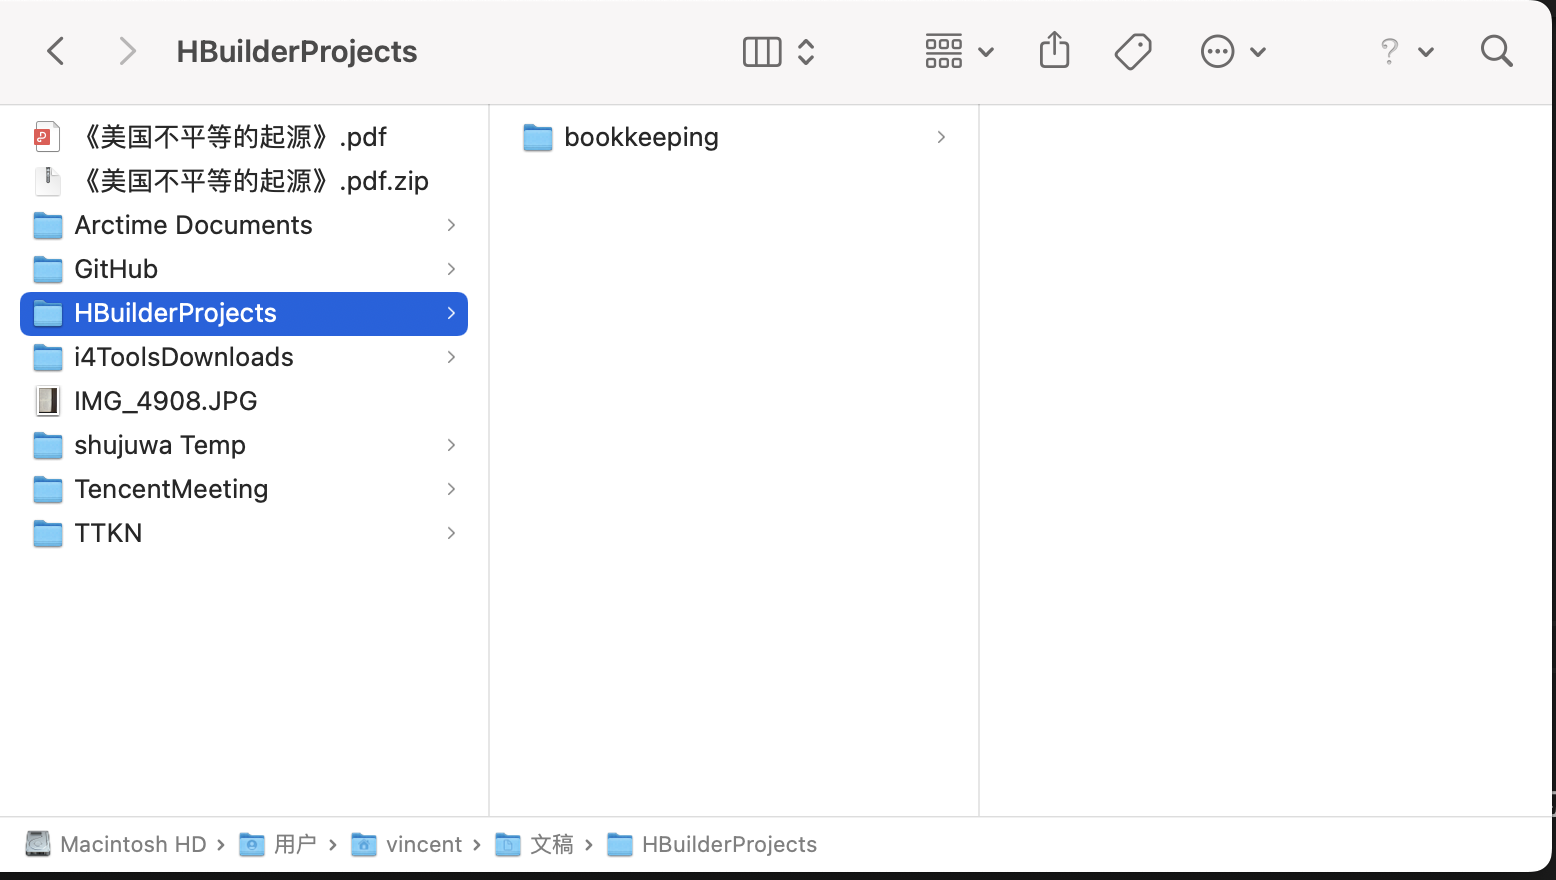 HBuilderProjects
《美国不平等的起源》.pdf
《美国不平等的起源》.pdf.zip
Arctime Documents
GitHub
HBuilderProjects
i4ToolsDownloads
IMG_4908.JPG
shujuwa Temp
TencentMeeting
TTKN
bookkeeping
Macintosh HD › 用户 › vincent › 文稿 › HBuilderProjects